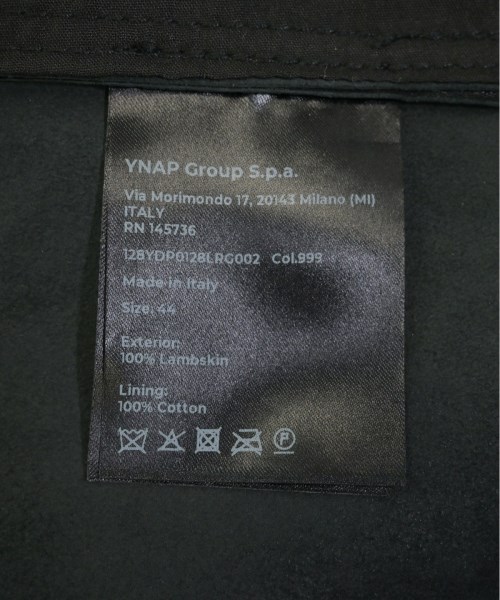 YNAP Group S.p.a.
Via Morimondo 17, 20143 Milano (MI)
ITALY
RN 145736
128YDP0128LRG002 Col.999
Made in Italy
Size: 44
Exterior:
100% Lambskin
Lining:
100% Cotton
F